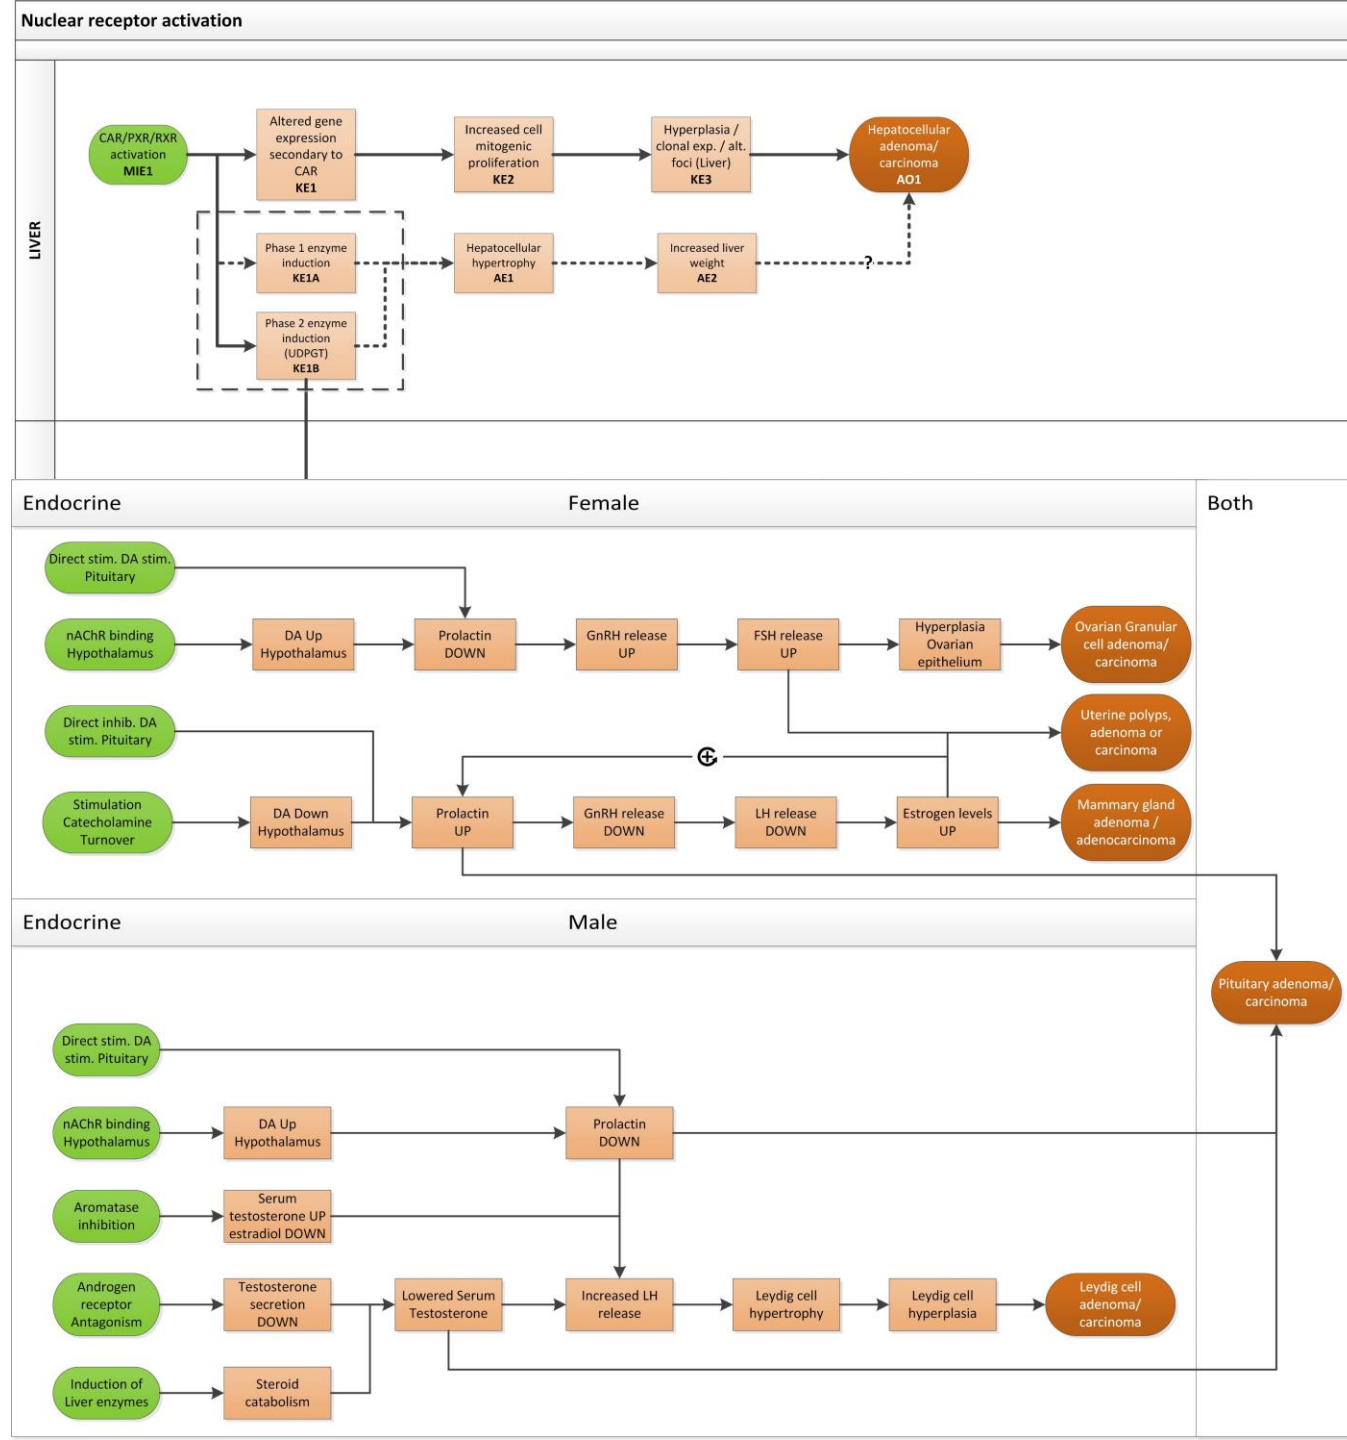 Nuclear receptor activation
LIVER
CAR/PXR/RXR
activation
MIE1
Altered gene
expression
secondary to
CAR
KE1
Increased cell
mitogenic
proliferation
KE2
Hyperplasia /
clonal exp. / alt.
foci (Liver)
KE3
Hepatocellular
adenoma/
carcinoma
AO1
Phase 1 enzyme
induction
KE1A
Hepatocellular
hypertrophy
AE1
Increased liver
weight
AE2
?
Phase 2 enzyme
induction
(UDPGT)
KE1B
Endocrine
Female
Both
Direct stim. DA stim.
Pituitary
nAChR binding
Hypothalamus
DA Up
Hypothalamus
Prolactin
DOWN
GnRH release
UP
FSH release
UP
Hyperplasia
Ovarian
epithelium
Ovarian Granular
cell adenoma/
carcinoma
Direct inhib. DA
stim. Pituitary
Uterine polyps,
adenoma or
carcinoma
Stimulation
Catecholamine
Turnover
DA Down
Hypothalamus
Prolactin
UP
GnRH release
DOWN
LH release
DOWN
Estrogen levels
UP
Mammary gland
adenoma /
adenocarcinoma
Endocrine
Male
Pituitary adenoma/
carcinoma
Direct stim. DA
stim. Pituitary
nAChR binding
Hypothalamus
DA Up
Hypothalamus
Prolactin
DOWN
Aromatase
inhibition
Serum
testosterone UP
estradiol DOWN
Androgen
receptor
Antagonism
Testosterone
secretion
DOWN
Lowered Serum
Testosterone
Increased LH
release
Leydig cell
hypertrophy
Leydig cell
hyperplasia
Leydig cell
adenoma/
carcinoma
Induction of
Liver enzymes
Steroid
catabolism